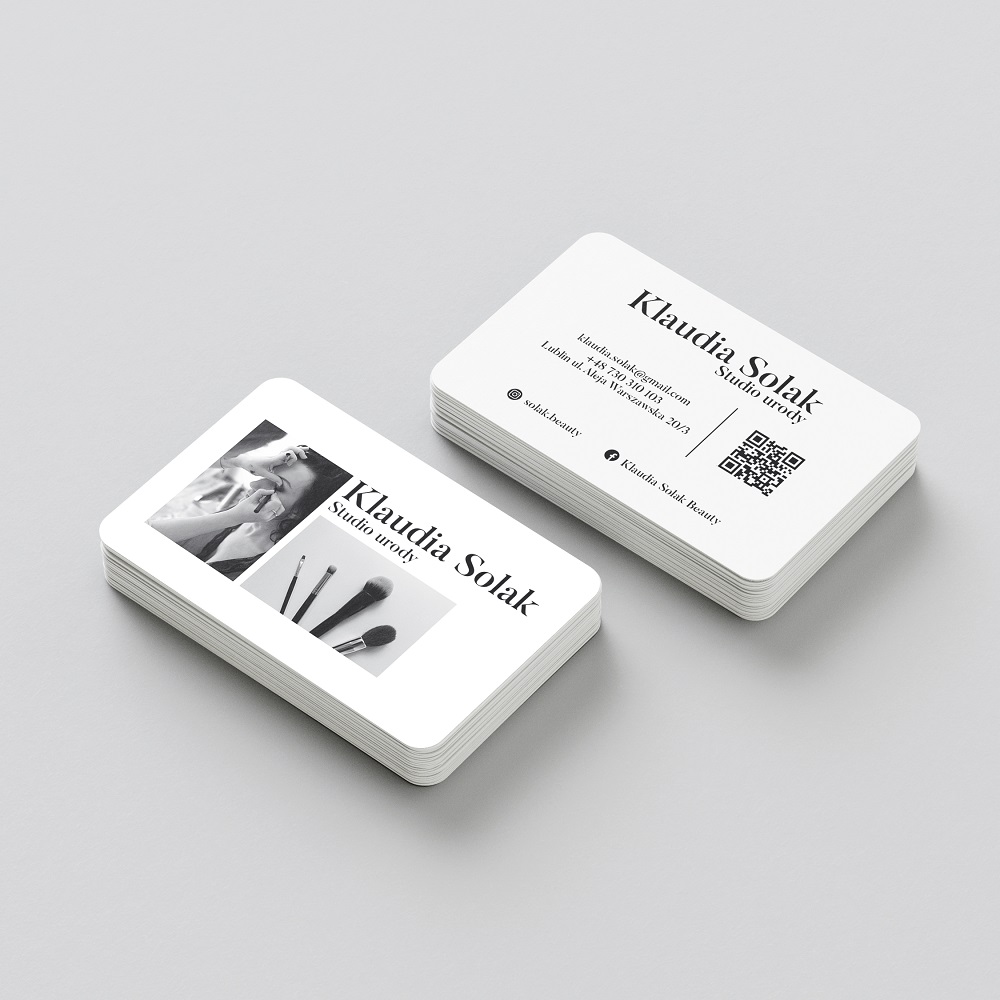 Klaudia Solak
Studio urody
klaudia.solak@gmail.com
+48 730 310 103
Lublin ul. Aleja Warszawska 20/3
solak.beauty
Klaudia Solak Beauty
Klaudia Solak
Studio urody